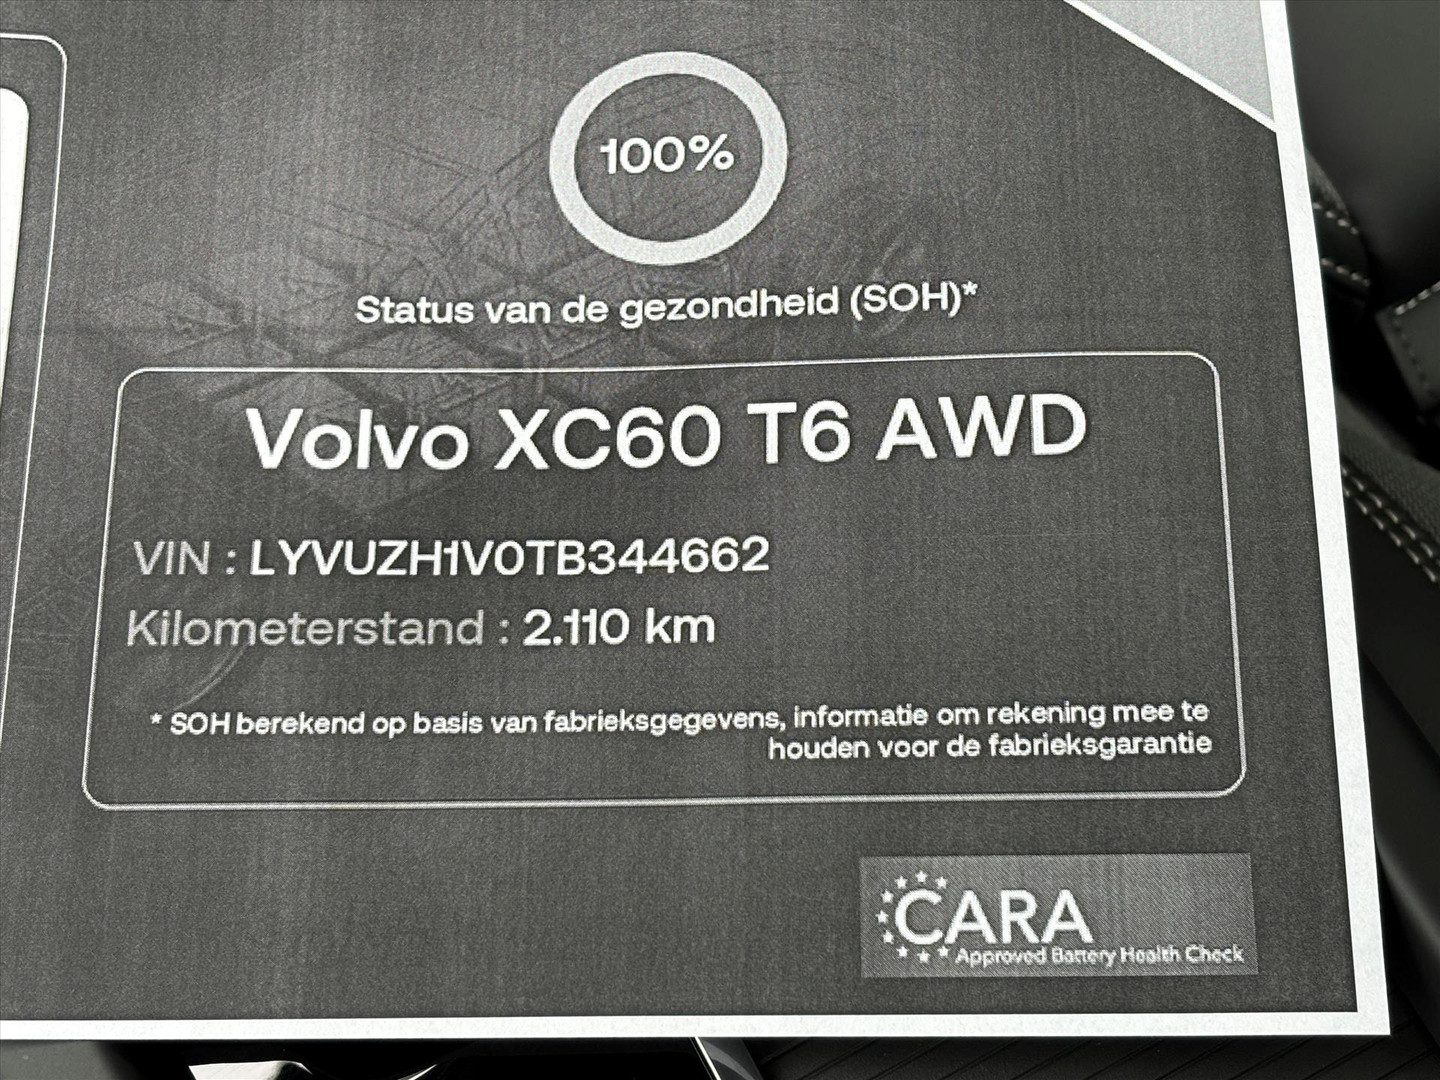 100%
Status van de gezondheid (SOH)*
Volvo XC60 T6 AWD
VIN : LYVUZH1V0TB344662
Kilometerstand : 2.110 km
* SOH berekend op basis van fabrieksgegevens, informatie om rekening mee te
houden voor de fabrieksgarantie
CARA
Approved Battery Health Check